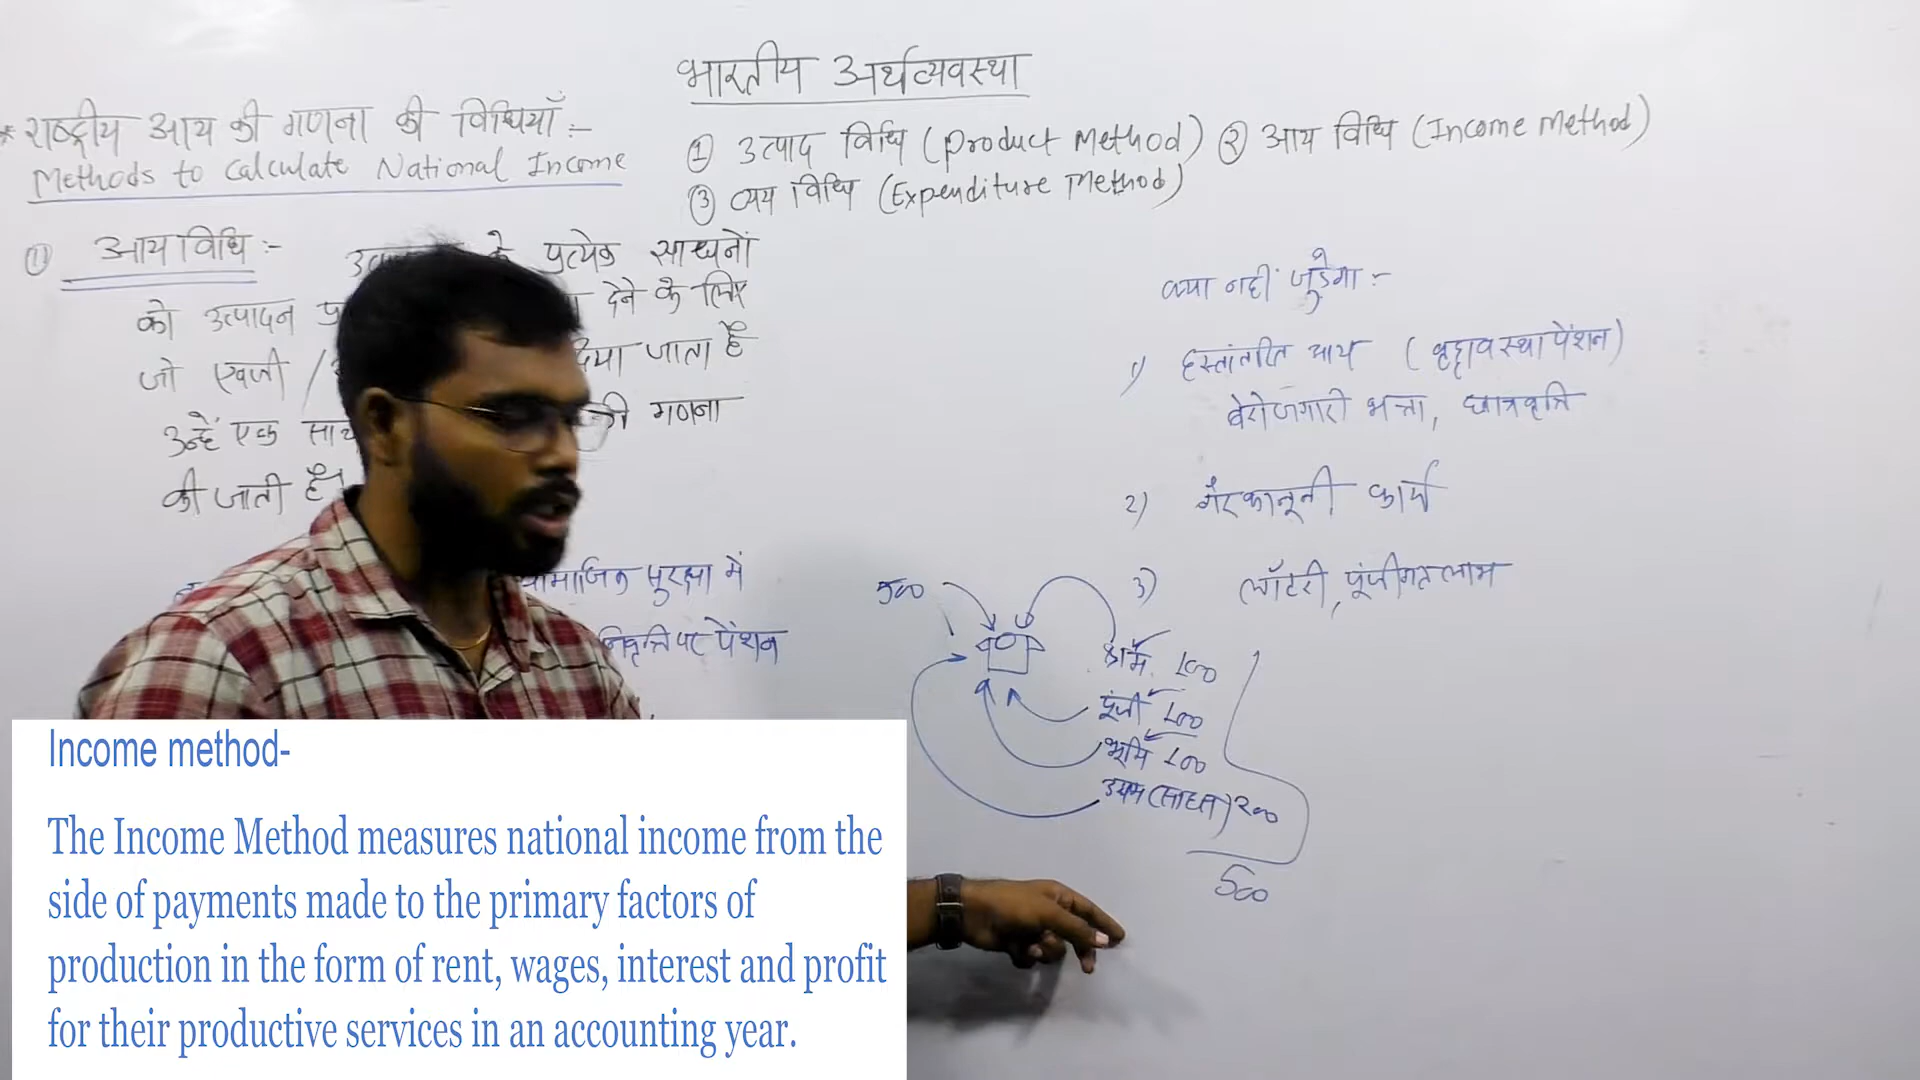 भारतीय अर्थव्यवस्था
* राष्ट्रीय आय की गणना की विधियाँ :-
Methods to Calculate National Income
① उत्पाद विधि (Product Method) ② आय विधि (Income Method)
③ व्यय विधि (Expenditure Method)
① आय विधि :- के प्रत्येक साधनों
को उत्पादन देने के लिए
जो एवजी / दिया जाता है
उन्हें एक साथ की गणना
की जाती है
सामाजिक सुरक्षा में
निवृत्ति पर पेंशन
क्या नहीं जुड़ेगा :-
1) हस्तांतरित आय (वृद्दावस्था पेंशन)
बेरोजगारी भत्ता, छात्रवृत्ति
2) गैरकानूनी कार्य
3) लॉटरी, पूंजीगत लाभ
500
श्रम 100
पूंजी 100
भूमि 100
उद्यम (साहस) 200
500
Income method-
The Income Method measures national income from the
side of payments made to the primary factors of
production in the form of rent, wages, interest and profit
for their productive services in an accounting year.